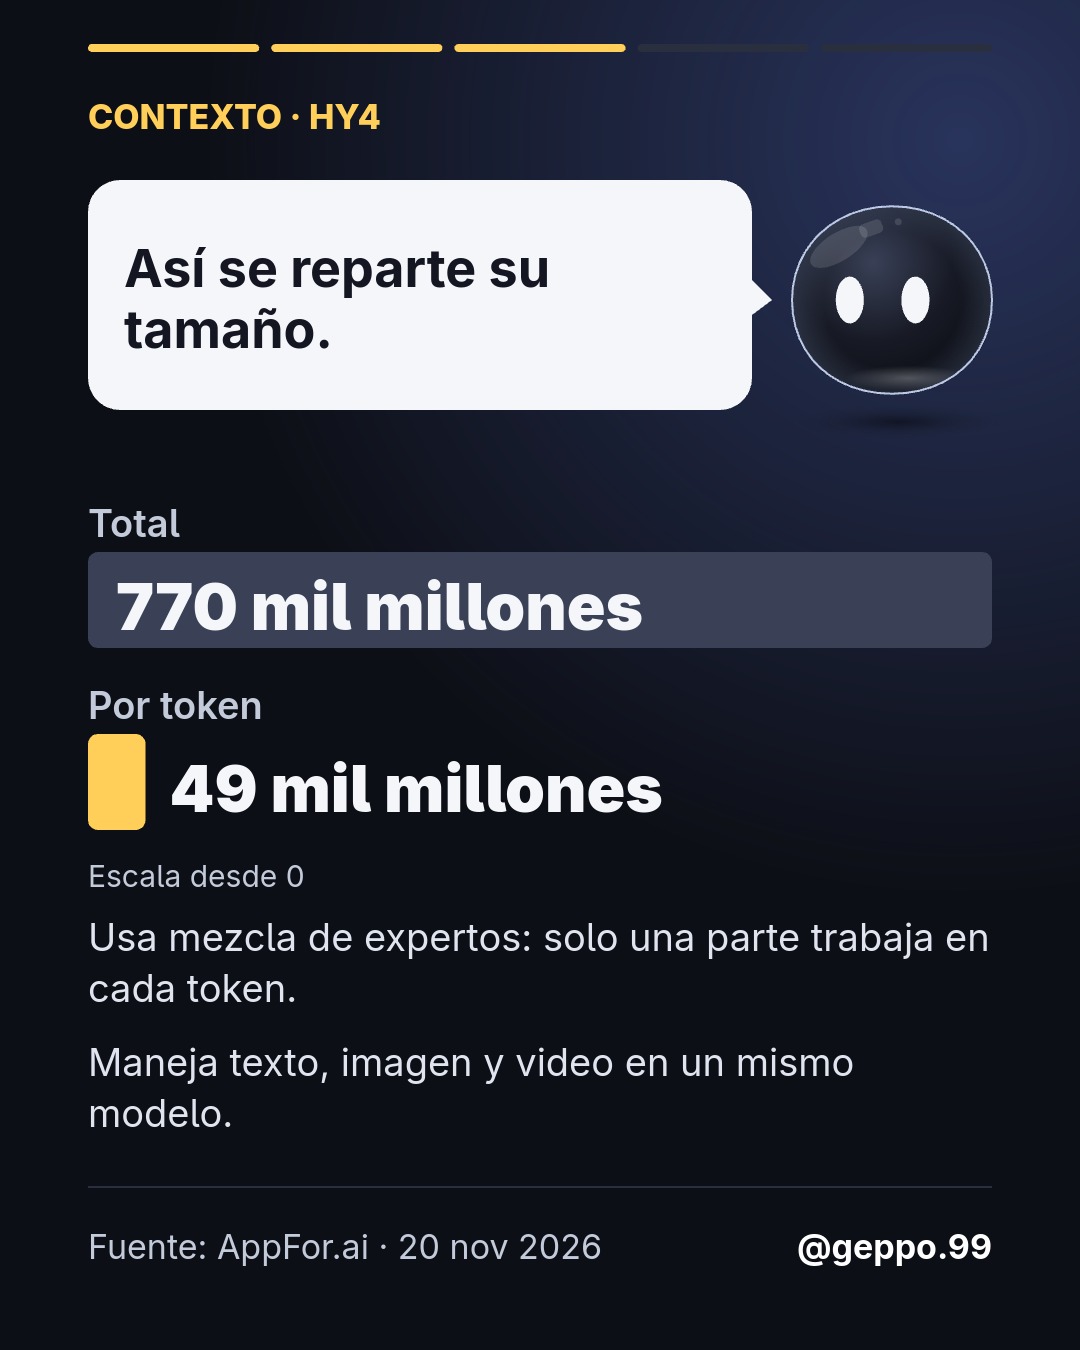 CONTEXTO · HY4
Así se reparte su
tamaño.
Total
770 mil millones
Por token
49 mil millones
Escala desde 0
Usa mezcla de expertos: solo una parte trabaja en
cada token.
Maneja texto, imagen y video en un mismo
modelo.
Fuente: AppFor.ai · 20 nov 2026
@geppo.99